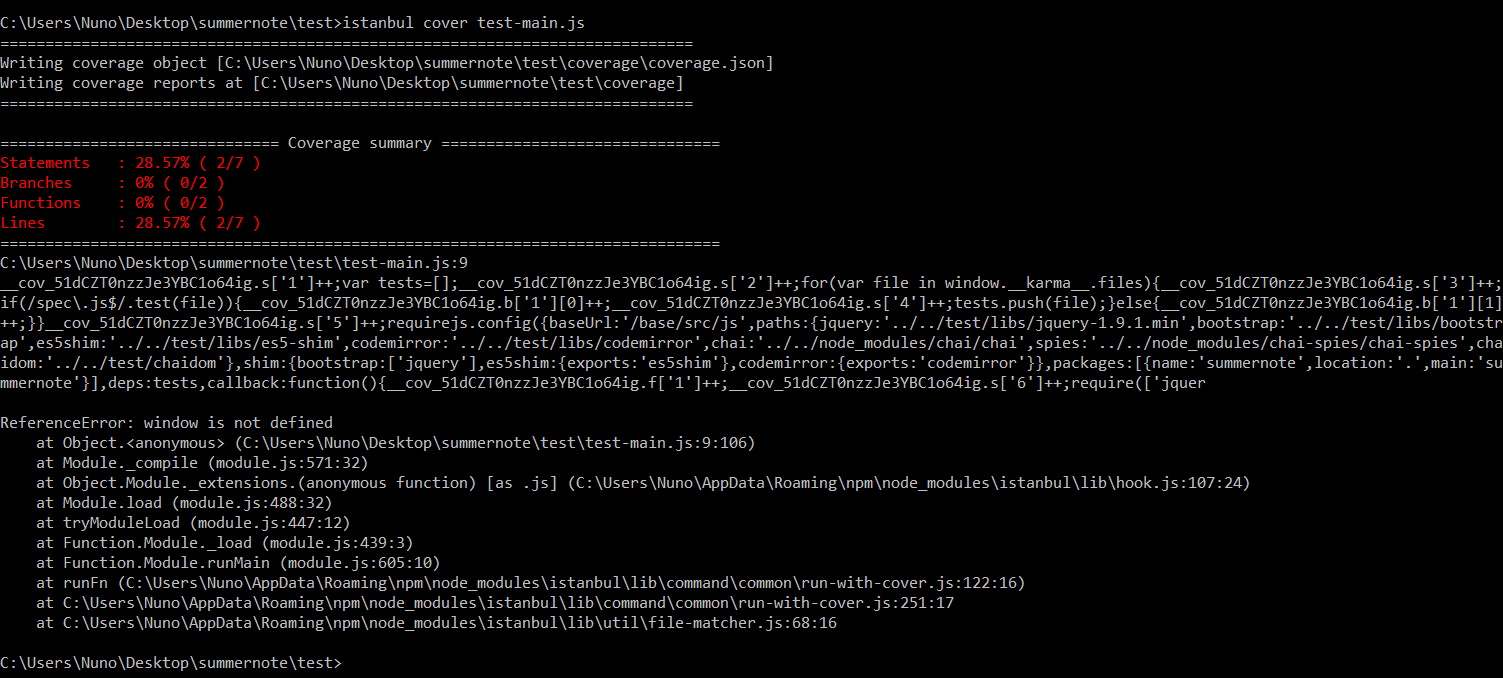 C:\Users\Nuno\Desktop\summernote\test>istanbul cover test-main.js
=============================================================================
Writing coverage object [C:\Users\Nuno\Desktop\summernote\test\coverage\coverage.json]
Writing coverage reports at [C:\Users\Nuno\Desktop\summernote\test\coverage]
=============================================================================
=============================== Coverage summary ===============================
Statements   : 28.57% ( 2/7 )
Branches     : 0% ( 0/2 )
Functions    : 0% ( 0/2 )
Lines        : 28.57% ( 2/7 )
================================================================================
C:\Users\Nuno\Desktop\summernote\test\test-main.js:9
__cov_51dCZT0nzzJe3YBC1o64ig.s['1']++;var tests=[];__cov_51dCZT0nzzJe3YBC1o64ig.s['2']++;for(var file in window.__karma__.files){__cov_51dCZT0nzzJe3YBC1o64ig.s['3']++;
if(/spec\.js$/.test(file)){__cov_51dCZT0nzzJe3YBC1o64ig.b['1'][0]++;__cov_51dCZT0nzzJe3YBC1o64ig.s['4']++;tests.push(file);}else{__cov_51dCZT0nzzJe3YBC1o64ig.b['1'][1]
++;}}__cov_51dCZT0nzzJe3YBC1o64ig.s['5']++;requirejs.config({baseUrl:'/base/src/js',paths:{jquery:'../../test/libs/jquery-1.9.1.min',bootstrap:'../../test/libs/bootstr
ap',es5shim:'../../test/libs/es5-shim',codemirror:'../../test/libs/codemirror',chai:'../../node_modules/chai/chai',spies:'../../node_modules/chai-spies/chai-spies',cha
idom:'../../test/chaidom'},shim:{bootstrap:['jquery'],es5shim:{exports:'es5shim'},codemirror:{exports:'codemirror'}},packages:[{name:'summernote',location:'.',main:'su
mmernote'}],deps:tests,callback:function(){__cov_51dCZT0nzzJe3YBC1o64ig.f['1']++;__cov_51dCZT0nzzJe3YBC1o64ig.s['6']++;require(['jquer
ReferenceError: window is not defined
    at Object.<anonymous> (C:\Users\Nuno\Desktop\summernote\test\test-main.js:9:106)
    at Module._compile (module.js:571:32)
    at Object.Module._extensions.(anonymous function) [as .js] (C:\Users\Nuno\AppData\Roaming\npm\node_modules\istanbul\lib\hook.js:107:24)
    at Module.load (module.js:488:32)
    at tryModuleLoad (module.js:447:12)
    at Function.Module._load (module.js:439:3)
    at Function.Module.runMain (module.js:605:10)
    at runFn (C:\Users\Nuno\AppData\Roaming\npm\node_modules\istanbul\lib\command\common\run-with-cover.js:122:16)
    at C:\Users\Nuno\AppData\Roaming\npm\node_modules\istanbul\lib\command\common\run-with-cover.js:251:17
    at C:\Users\Nuno\AppData\Roaming\npm\node_modules\istanbul\lib\util\file-matcher.js:68:16
C:\Users\Nuno\Desktop\summernote\test>